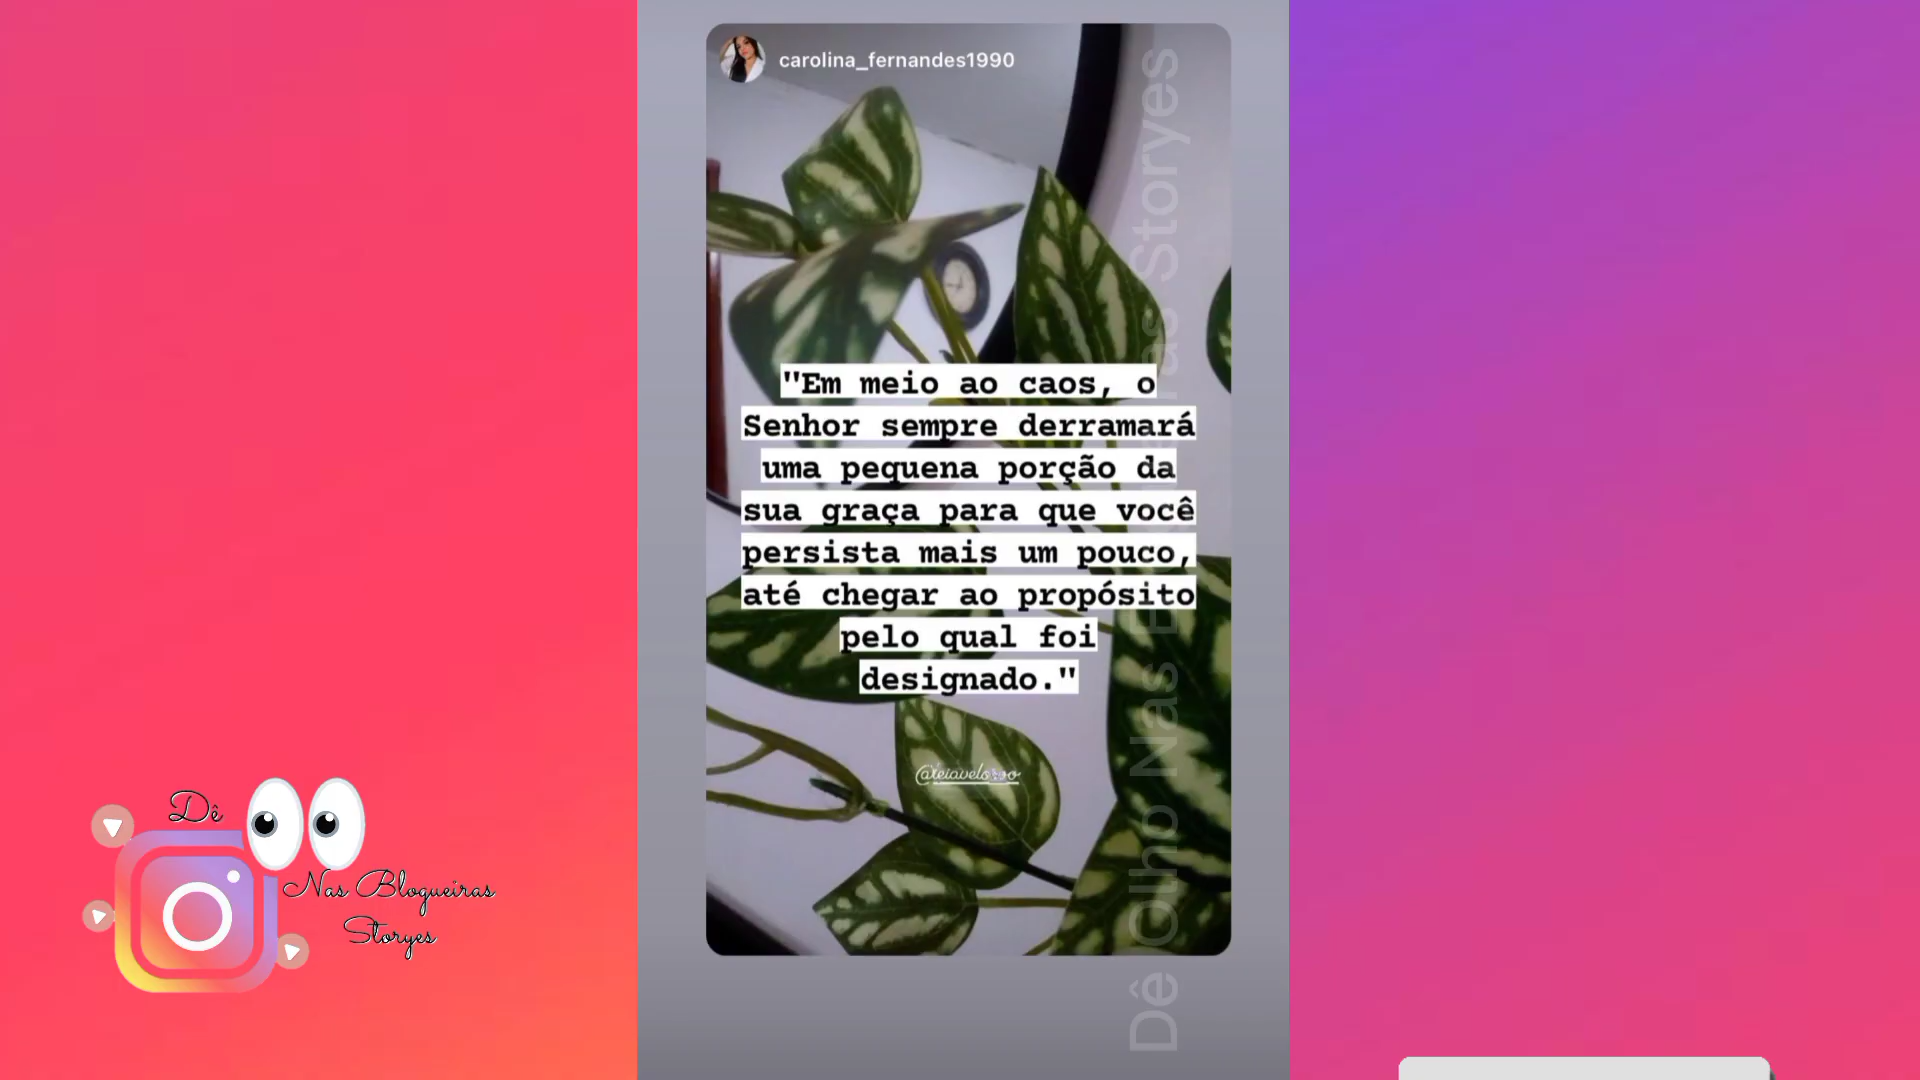 carolina_fernandes1990
"Em meio ao caos, o
Senhor sempre derramará
uma pequena porção da
sua graça para que você
persista mais um pouco,
até chegar ao propósito
pelo qual foi
designado."
Dê
Nas Blogueiras
Storyes
Dê Olho Nas B ras Storyes